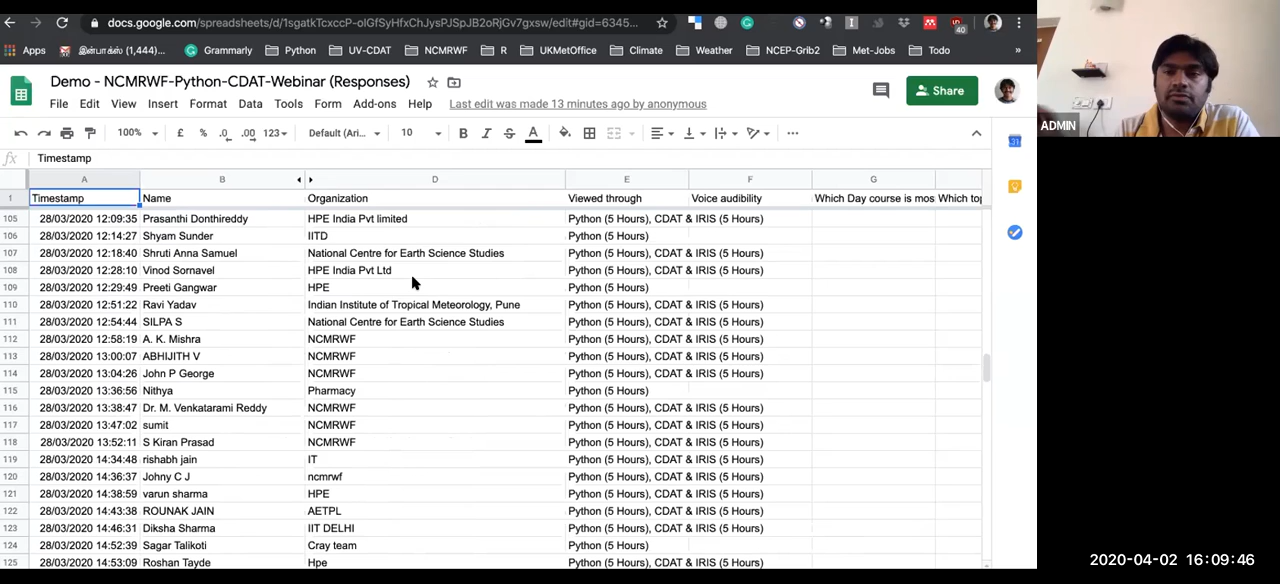 docs.google.com/spreadsheets/d/1sgatkTcxccP-oIGfSyHfxChJysPJSpJB2oRjGv7gxsw/edit#gid=6345...
40
Apps இன்பாக்ஸ் (1,444)... Grammarly Python UV-CDAT NCMRWF R UKMetOffice Climate Weather NCEP-Grib2 Met-Jobs Todo »
Demo - NCMRWF-Python-CDAT-Webinar (Responses)
Share
File Edit View Insert Format Data Tools Form Add-ons Help Last edit was made 13 minutes ago by anonymous
100% £ % .0 .00 123 Default (Ari... 10 B I S A
fx Timestamp
A B D E F G
1 Timestamp Name Organization Viewed through Voice audibility Which Day course is mos Which top
105 28/03/2020 12:09:35 Prasanthi Donthireddy HPE India Pvt limited Python (5 Hours), CDAT & IRIS (5 Hours)
106 28/03/2020 12:14:27 Shyam Sunder IITD Python (5 Hours)
107 28/03/2020 12:18:40 Shruti Anna Samuel National Centre for Earth Science Studies Python (5 Hours), CDAT & IRIS (5 Hours)
108 28/03/2020 12:28:10 Vinod Sornavel HPE India Pvt Ltd Python (5 Hours), CDAT & IRIS (5 Hours)
109 28/03/2020 12:29:49 Preeti Gangwar HPE Python (5 Hours)
110 28/03/2020 12:51:22 Ravi Yadav Indian Institute of Tropical Meteorology, Pune Python (5 Hours), CDAT & IRIS (5 Hours)
111 28/03/2020 12:54:44 SILPA S National Centre for Earth Science Studies Python (5 Hours), CDAT & IRIS (5 Hours)
112 28/03/2020 12:58:19 A. K. Mishra NCMRWF Python (5 Hours), CDAT & IRIS (5 Hours)
113 28/03/2020 13:00:07 ABHIJITH V NCMRWF Python (5 Hours), CDAT & IRIS (5 Hours)
114 28/03/2020 13:04:26 John P George NCMRWF Python (5 Hours), CDAT & IRIS (5 Hours)
115 28/03/2020 13:36:56 Nithya Pharmacy Python (5 Hours)
116 28/03/2020 13:38:47 Dr. M. Venkatarami Reddy NCMRWF Python (5 Hours), CDAT & IRIS (5 Hours)
117 28/03/2020 13:47:02 sumit NCMRWF Python (5 Hours), CDAT & IRIS (5 Hours)
118 28/03/2020 13:52:11 S Kiran Prasad NCMRWF Python (5 Hours), CDAT & IRIS (5 Hours)
119 28/03/2020 14:34:48 rishabh jain IT Python (5 Hours), CDAT & IRIS (5 Hours)
120 28/03/2020 14:36:37 Johny C J ncmrwf Python (5 Hours), CDAT & IRIS (5 Hours)
121 28/03/2020 14:38:59 varun sharma HPE Python (5 Hours), CDAT & IRIS (5 Hours)
122 28/03/2020 14:43:38 ROUNAK JAIN AETPL Python (5 Hours), CDAT & IRIS (5 Hours)
123 28/03/2020 14:46:31 Diksha Sharma IIT DELHI Python (5 Hours), CDAT & IRIS (5 Hours)
124 28/03/2020 14:52:39 Sagar Talikoti Cray team Python (5 Hours)
125 28/03/2020 14:53:09 Roshan Tayde Hpe Python (5 Hours), CDAT & IRIS (5 Hours)
31
ADMIN
2020-04-02 16:09:46